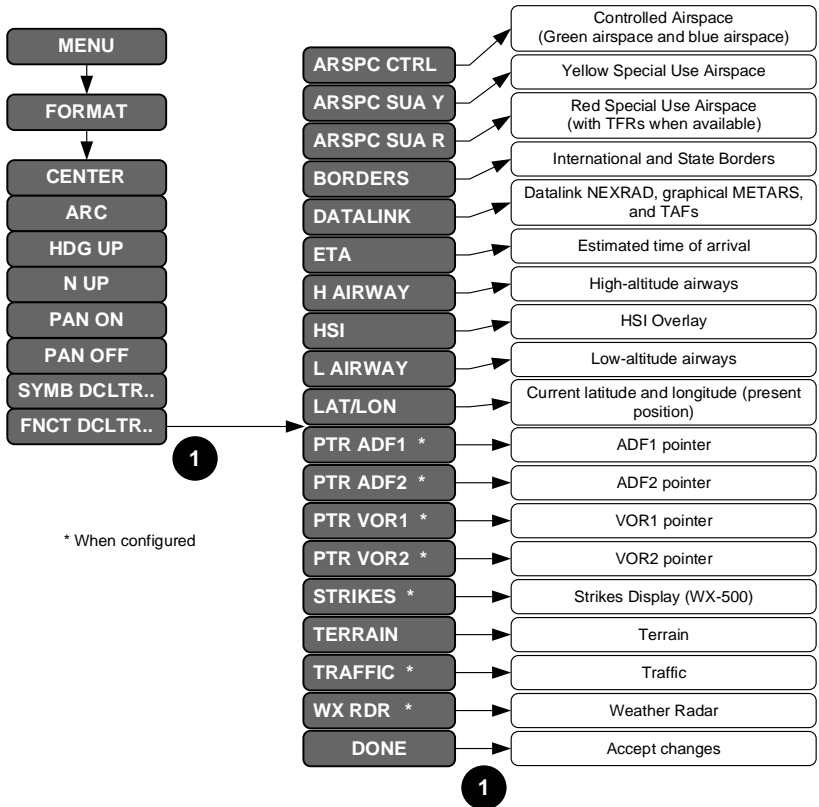 MENU
FORMAT
CENTER
ARC
HDG UP
N UP
PAN ON
PAN OFF
SYMB DCLTR..
FNCT DCLTR..
1
* When configured
ARSPC CTRL
Controlled Airspace
(Green airspace and blue airspace)
ARSPC SUA Y
Yellow Special Use Airspace
ARSPC SUA R
Red Special Use Airspace
(with TFRs when available)
BORDERS
International and State Borders
DATALINK
Datalink NEXRAD, graphical METARS,
and TAFs
ETA
Estimated time of arrival
H AIRWAY
High-altitude airways
HSI
HSI Overlay
L AIRWAY
Low-altitude airways
LAT/LON
Current latitude and longitude (present
position)
PTR ADF1 *
ADF1 pointer
PTR ADF2 *
ADF2 pointer
PTR VOR1 *
VOR1 pointer
PTR VOR2 *
VOR2 pointer
STRIKES *
Strikes Display (WX-500)
TERRAIN
Terrain
TRAFFIC *
Traffic
WX RDR *
Weather Radar
DONE
Accept changes
1